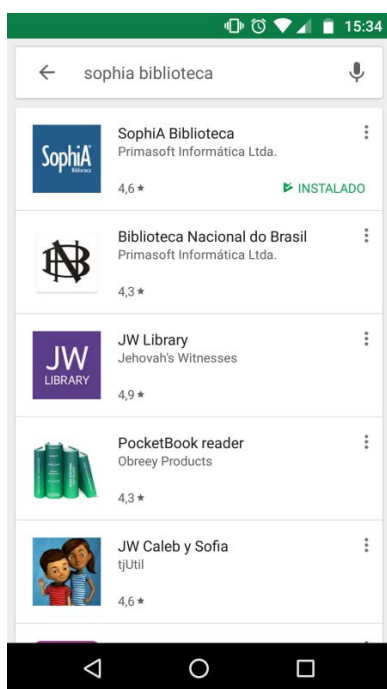 15:34
sophia biblioteca
SophiA
Biblioteca
SophiA Biblioteca
Primasoft Informática Ltda.
4,6★
INSTALADO
BN
Biblioteca Nacional do Brasil
Primasoft Informática Ltda.
4,3★
JW
LIBRARY
JW Library
Jehovah's Witnesses
4,9★
PocketBook reader
Obreey Products
4,3★
JW Caleb y Sofia
tjUtil
4,6★